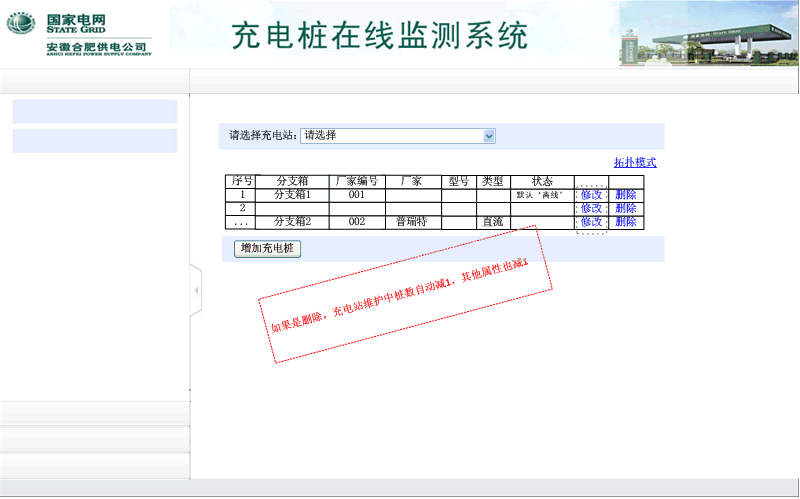 国家电网
STATE GRID
安徽合肥供电公司
ANHUI HEFEI POWER SUPPLY COMPANY
充电桩在线监测系统
请选择充电站： 请选择
拓扑模式
序号 分支箱 厂家编号 厂家 型号 类型 状态
1 分支箱1 001 默认‘离线’ 修改 删除
2 修改 删除
... 分支箱2 002 普瑞特 直流 修改 删除
增加充电桩
如果是删除，充电站维护中桩数自动减1，其他属性也减1